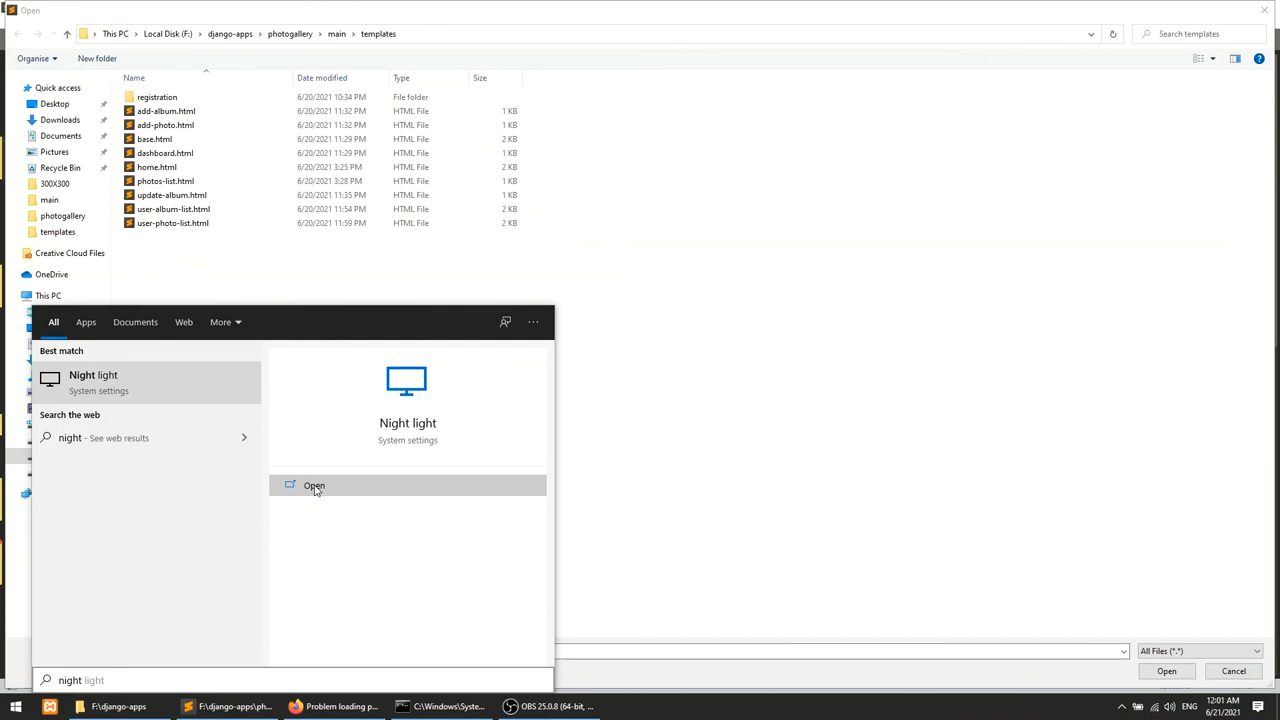 Open
This PC > Local Disk (F:) > django-apps > photogallery > main > templates
Search templates
Organise
New folder
Name
Date modified
Type
Size
Quick access
Desktop
Downloads
Documents
Pictures
Recycle Bin
300X300
main
photogallery
templates
Creative Cloud Files
OneDrive
This PC
registration 6/20/2021 10:34 PM File folder
add-album.html 6/20/2021 11:32 PM HTML File 1 KB
add-photo.html 6/20/2021 11:32 PM HTML File 1 KB
base.html 6/20/2021 11:29 PM HTML File 2 KB
dashboard.html 6/20/2021 11:29 PM HTML File 1 KB
home.html 6/20/2021 3:25 PM HTML File 2 KB
photos-list.html 6/20/2021 3:28 PM HTML File 1 KB
update-album.html 6/20/2021 11:35 PM HTML File 1 KB
user-album-list.html 6/20/2021 11:54 PM HTML File 2 KB
user-photo-list.html 6/20/2021 11:59 PM HTML File 2 KB
All Apps Documents Web More
Best match
Night light
System settings
Search the web
night - See web results
Night light
System settings
Open
night light
All Files (*.*)
Open
Cancel
F:\django-apps
F:\django-apps\ph...
Problem loading p...
C:\Windows\Syste...
OBS 25.0.8 (64-bit, ...
12:01 AM
6/21/2021